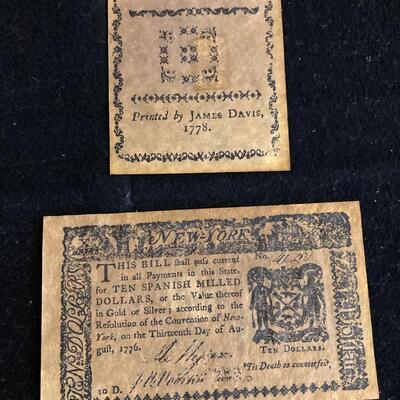 Printed by JAMES DAVIS,
1778.
NEW-YORK
No.
THIS BILL shall pass current
in all Payments in this State,
for TEN SPANISH MILLED
DOLLARS, or the Value thereof
in Gold or Silver; according to the
Resolution of the Convention of New-
York, on the Thirteenth Day of Au-
gust, 1776.
TEN DOLLARS.
'Tis Death to counterfeit.
10 D.